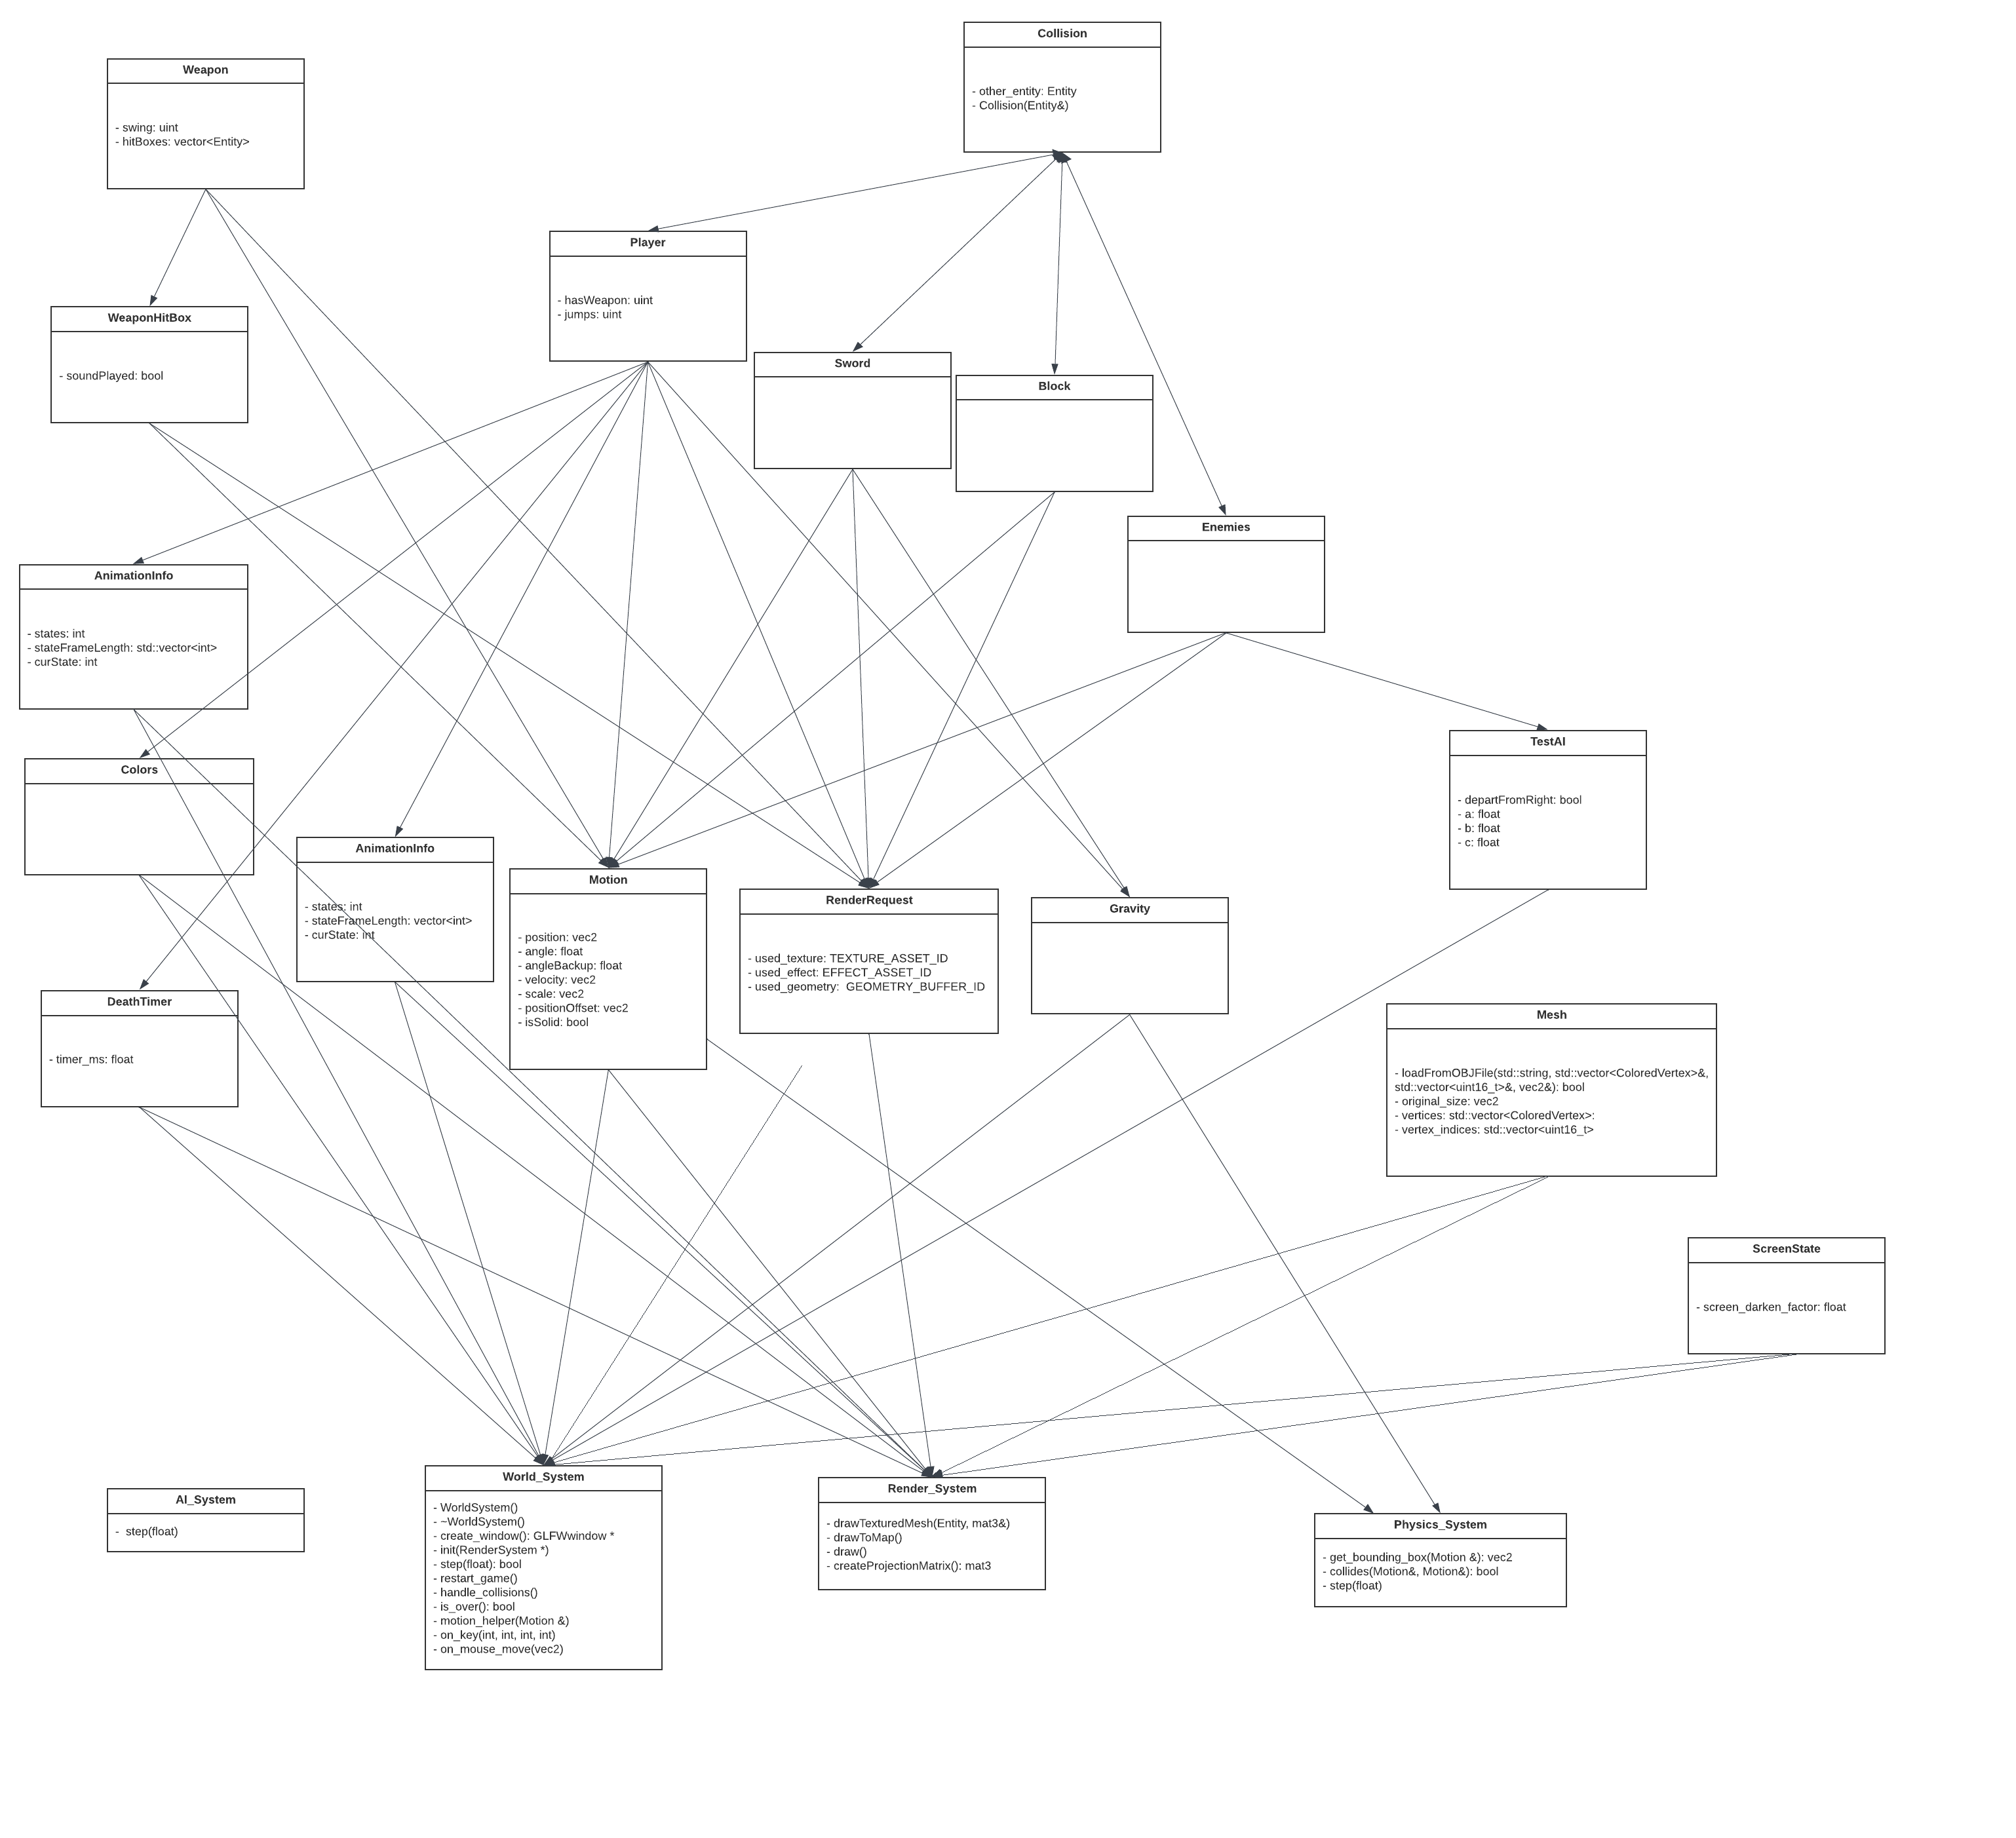 Collision
- other_entity: Entity
- Collision(Entity&)
Weapon
- swing: uint
- hitBoxes: vector<Entity>
Player
- hasWeapon: uint
- jumps: uint
WeaponHitBox
- soundPlayed: bool
Sword
Block
Enemies
AnimationInfo
- states: int
- stateFrameLength: std::vector<int>
- curState: int
TestAI
- departFromRight: bool
- a: float
- b: float
- c: float
Colors
AnimationInfo
- states: int
- stateFrameLength: vector<int>
- curState: int
Motion
- position: vec2
- angle: float
- angleBackup: float
- velocity: vec2
- scale: vec2
- positionOffset: vec2
- isSolid: bool
RenderRequest
- used_texture: TEXTURE_ASSET_ID
- used_effect: EFFECT_ASSET_ID
- used_geometry:  GEOMETRY_BUFFER_ID
Gravity
DeathTimer
- timer_ms: float
Mesh
- loadFromOBJFile(std::string, std::vector<ColoredVertex>&,
std::vector<uint16_t>&, vec2&): bool
- original_size: vec2
- vertices: std::vector<ColoredVertex>:
- vertex_indices: std::vector<uint16_t>
ScreenState
- screen_darken_factor: float
AI_System
-  step(float)
World_System
- WorldSystem()
- ~WorldSystem()
- create_window(): GLFWwindow *
- init(RenderSystem *)
- step(float): bool
- restart_game()
- handle_collisions()
- is_over(): bool
- motion_helper(Motion &)
- on_key(int, int, int, int)
- on_mouse_move(vec2)
Render_System
- drawTexturedMesh(Entity, mat3&)
- drawToMap()
- draw()
- createProjectionMatrix(): mat3
Physics_System
- get_bounding_box(Motion &): vec2
- collides(Motion&, Motion&): bool
- step(float)